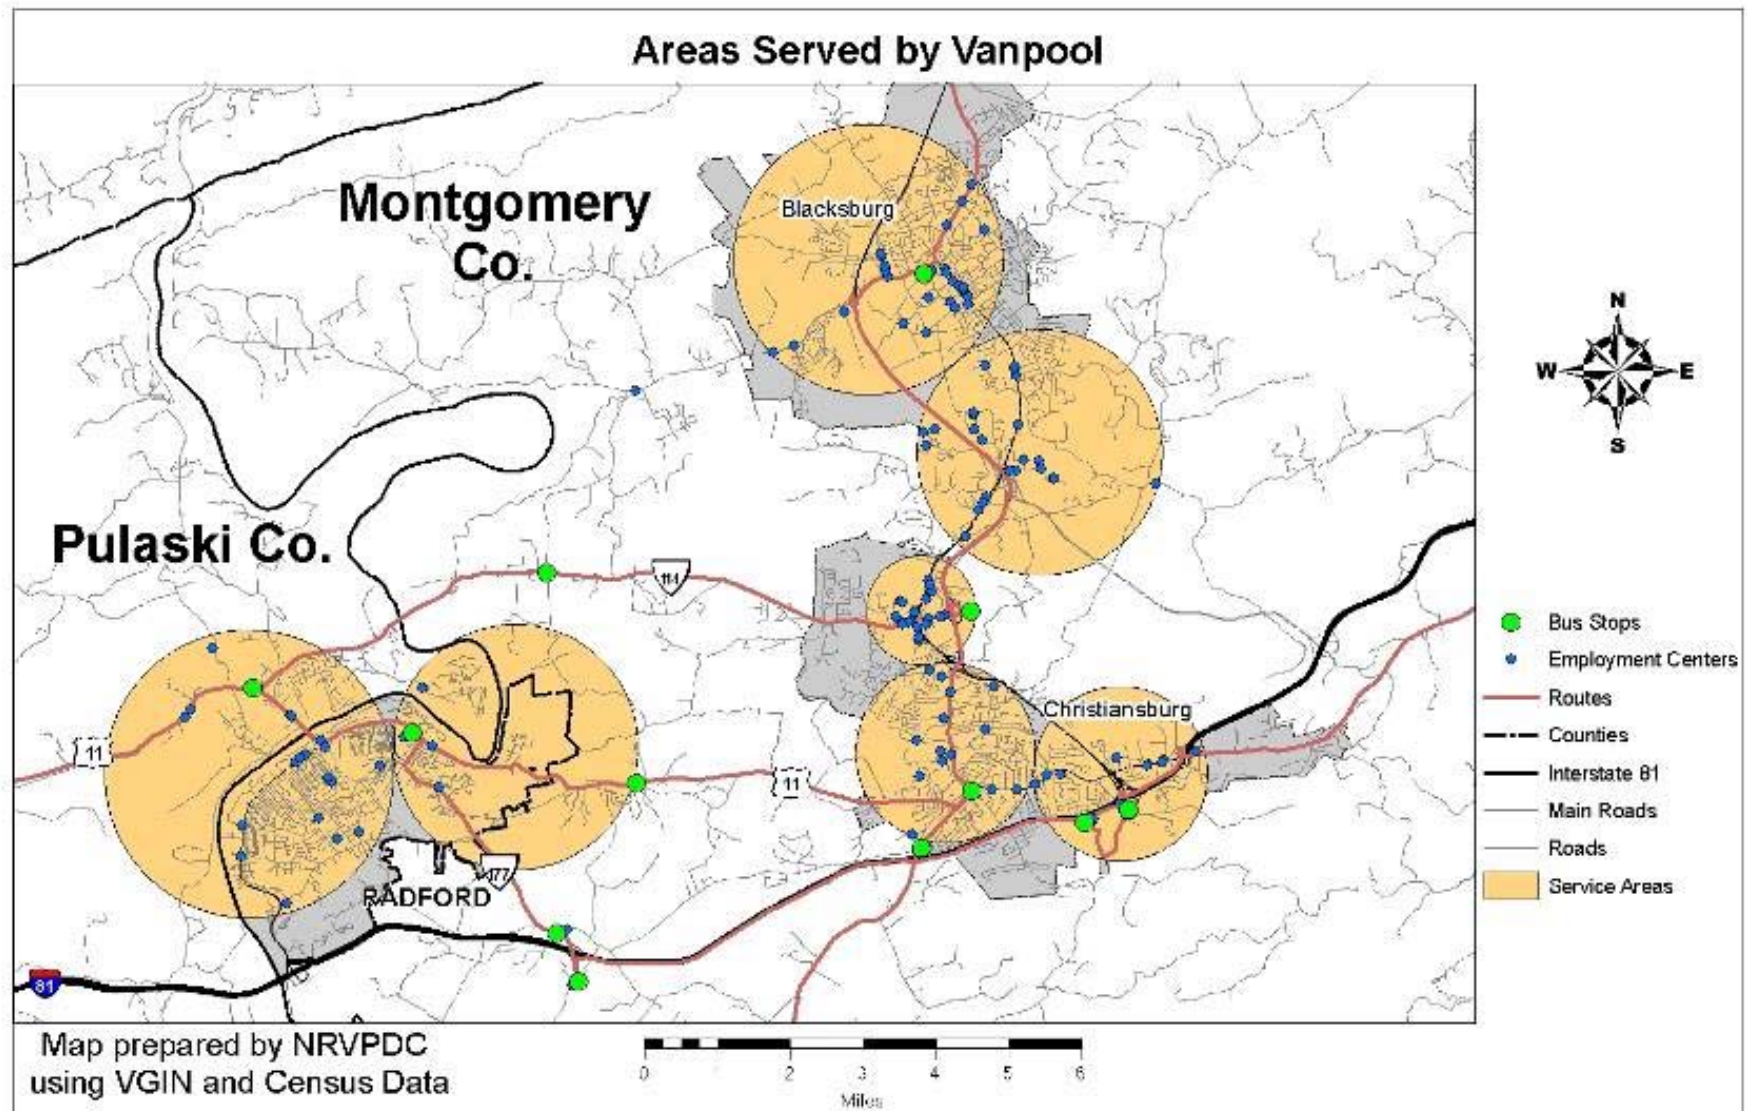 Areas Served by Vanpool
Montgomery
Co.
Blacksburg
N
W
E
S
Pulaski Co.
114
Bus Stops
Employment Centers
Routes
Christiansburg
Counties
11
11
Interstate 81
Main Roads
Roads
177
RADFORD
Service Areas
81
Map prepared by NRVPDC
using VGIN and Census Data
0 2 3 4 5 6
Miles